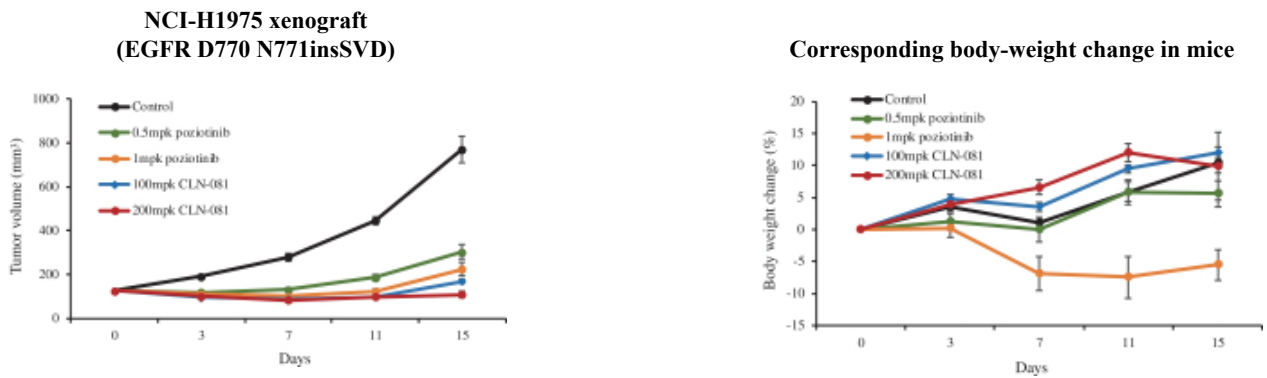 NCI-H1975 xenograft
(EGFR D770 N771insSVD)
Tumor volume (mm³)
1000
800
600
400
200
0
Control
0.5mpk poziotinib
1mpk poziotinib
100mpk CLN-081
200mpk CLN-081
0 3 7 11 15
Days
Corresponding body-weight change in mice
Body weight change (%)
20
15
10
5
0
-5
-10
-15
Control
0.5mpk poziotinib
1mpk poziotinib
100mpk CLN-081
200mpk CLN-081
0 3 7 11 15
Days